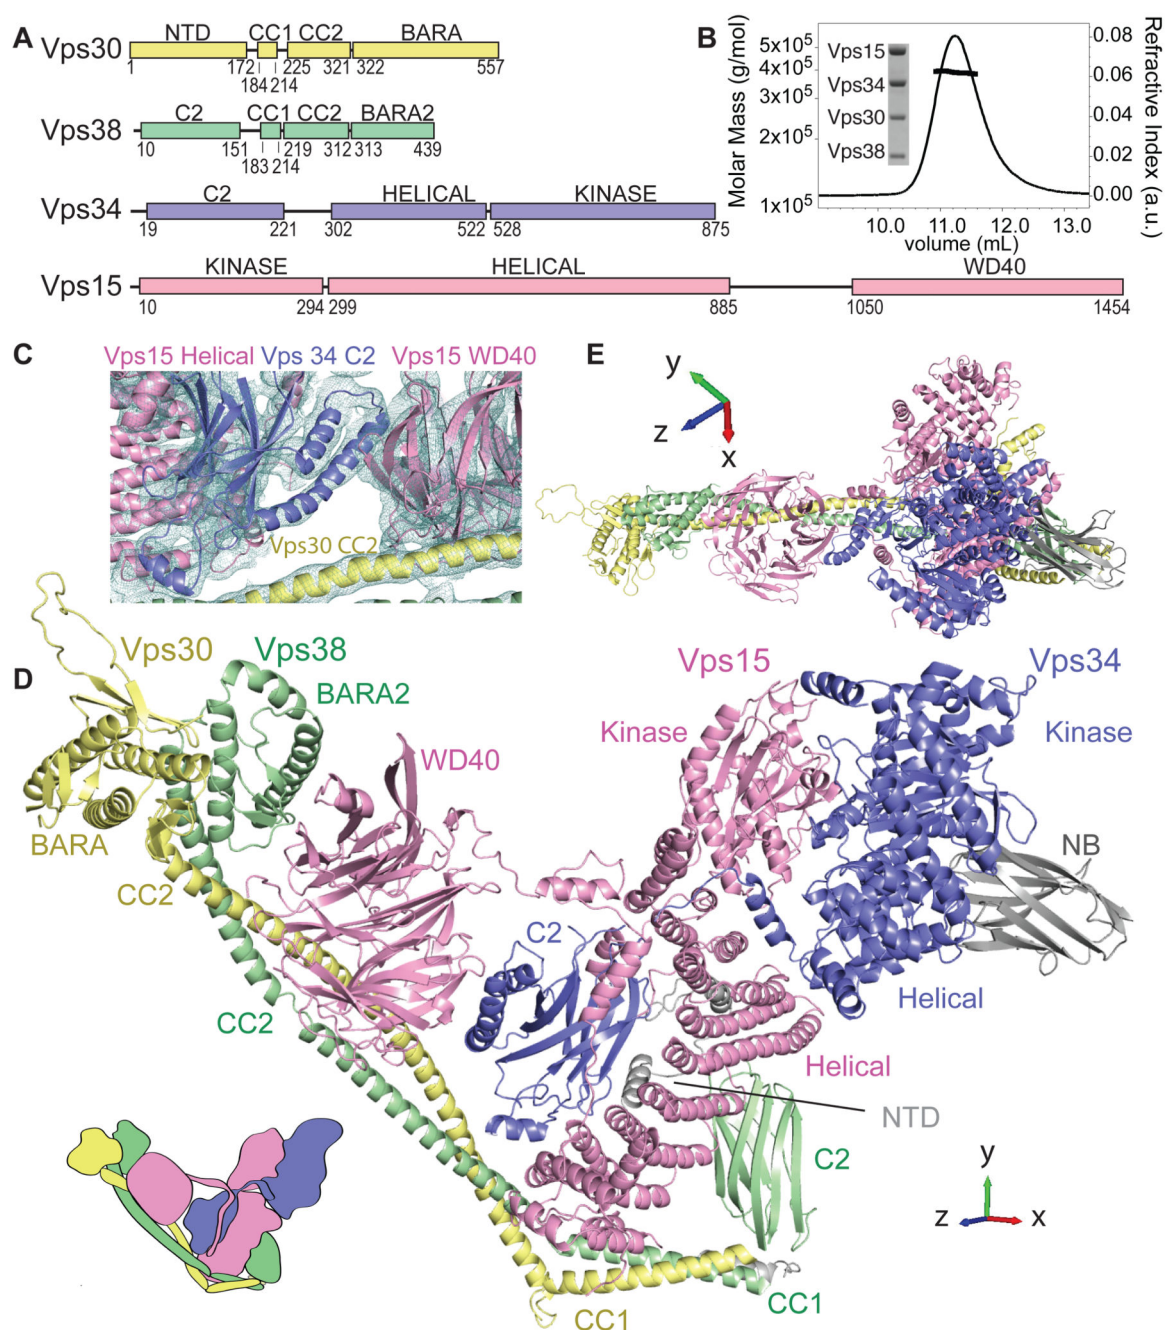 A
Vps30
NTD CC1 CC2 BARA
1 172 225 321 322 557
184 214
Vps38
C2 CC1 CC2 BARA2
10 151 219 312 313 439
183 214
Vps34
C2 HELICAL KINASE
19 221 302 522 528 875
Vps15
KINASE HELICAL WD40
10 294 299 885 1050 1454
B
Molar Mass (g/mol)
5x10⁵
4x10⁵
3x10⁵
2x10⁵
1x10⁵
Vps15
Vps34
Vps30
Vps38
0.08
0.06
0.04
0.02
0.00
Refractive Index (a.u.)
10.0 11.0 12.0 13.0
volume (mL)
C
Vps15 Helical Vps 34 C2 Vps15 WD40
Vps30 CC2
E
y
z
x
D
Vps30 Vps38
BARA2
WD40
BARA
CC2
CC2
C2
Vps15 Vps34
Kinase Kinase
NB
Helical
Helical
NTD
C2
CC1
CC1
y
z x